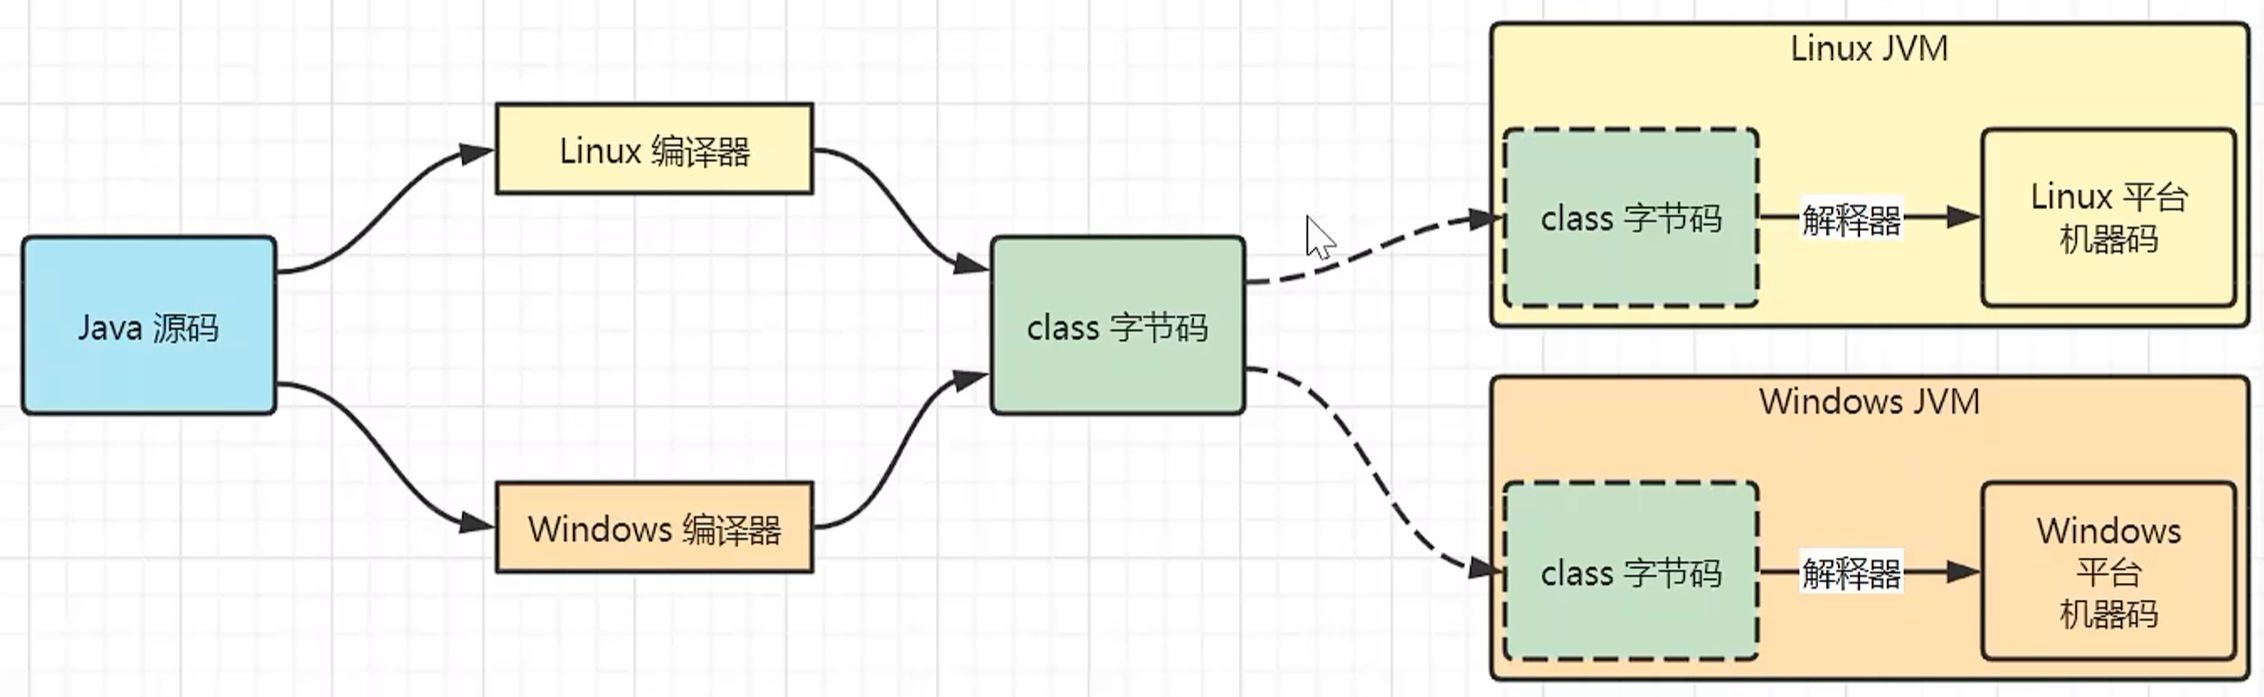 Java 源码
Linux 编译器
Windows 编译器
class 字节码
Linux JVM
class 字节码
解释器
Linux 平台
机器码
Windows JVM
class 字节码
解释器
Windows
平台
机器码